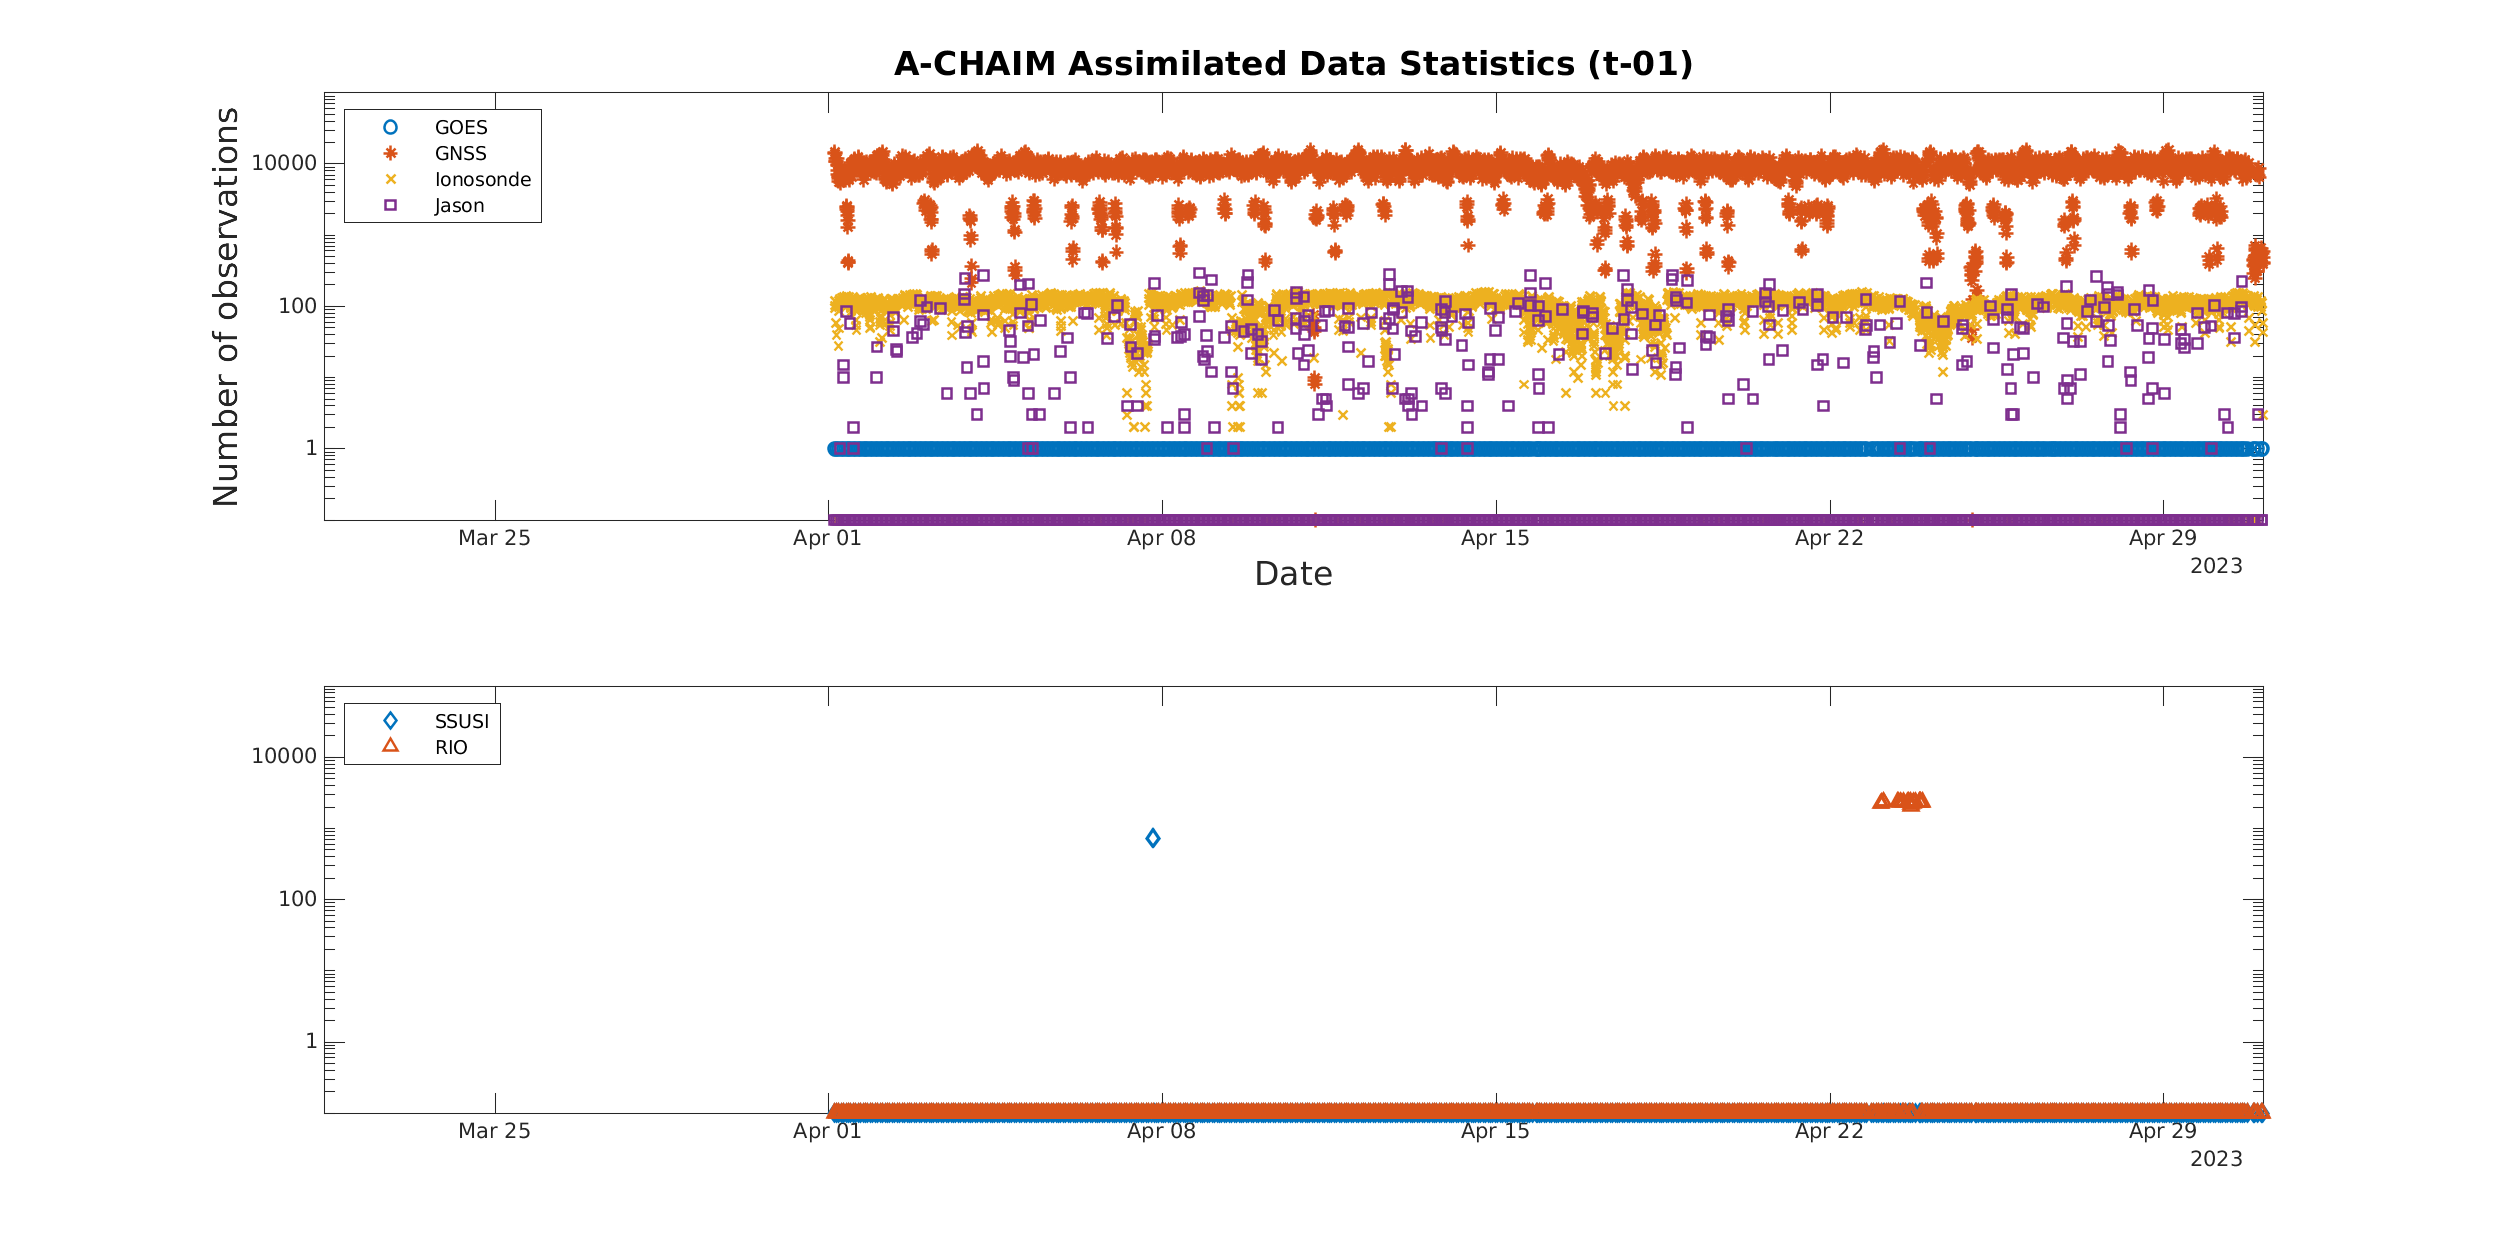 A-CHAIM Assimilated Data Statistics (t-01)
Number of observations
10000
100
1
GOES
GNSS
Ionosonde
Jason
Mar 25
Apr 01
Apr 08
Apr 15
Apr 22
Apr 29
2023
Date
10000
100
1
SSUSI
RIO
Mar 25
Apr 01
Apr 08
Apr 15
Apr 22
Apr 29
2023